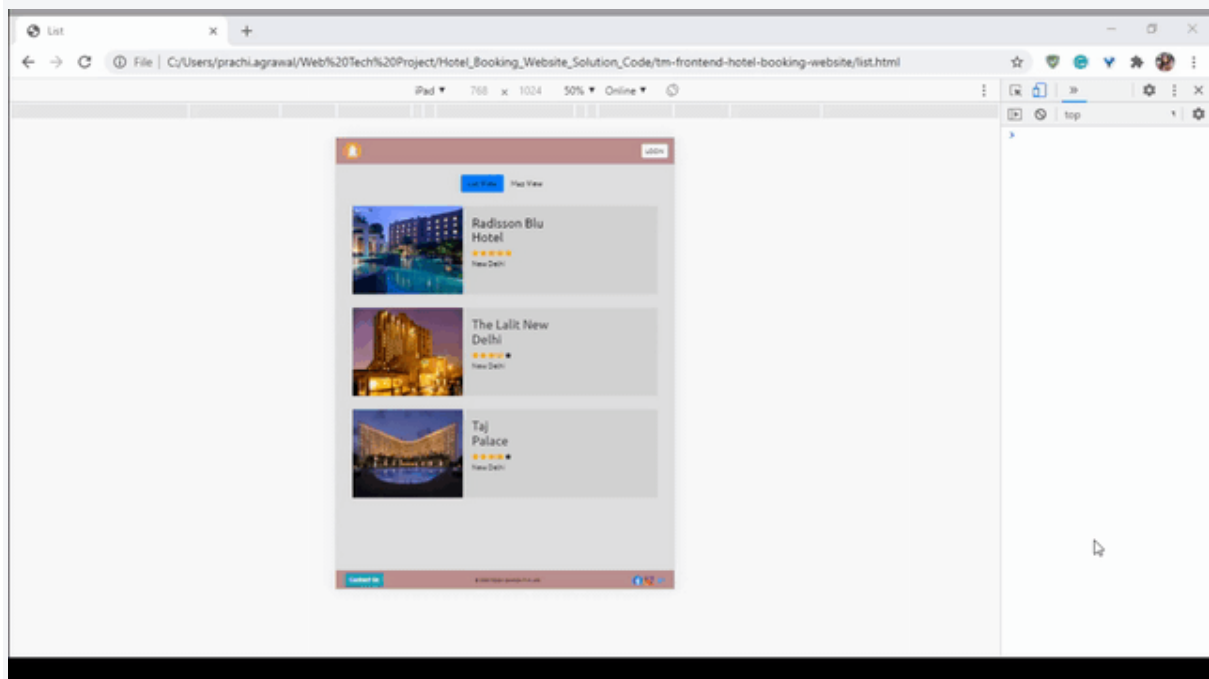 List
File | C:/Users/prachi.agrawal/Web%20Tech%20Project/Hotel_Booking_Website_Solution_Code/tm-frontend-hotel-booking-website/list.html
iPad 768 x 1024 50% Online
top
LOGIN
List View Map View
Radisson Blu
Hotel
New Delhi
The Lalit New
Delhi
New Delhi
Taj
Palace
New Delhi
Contact Us